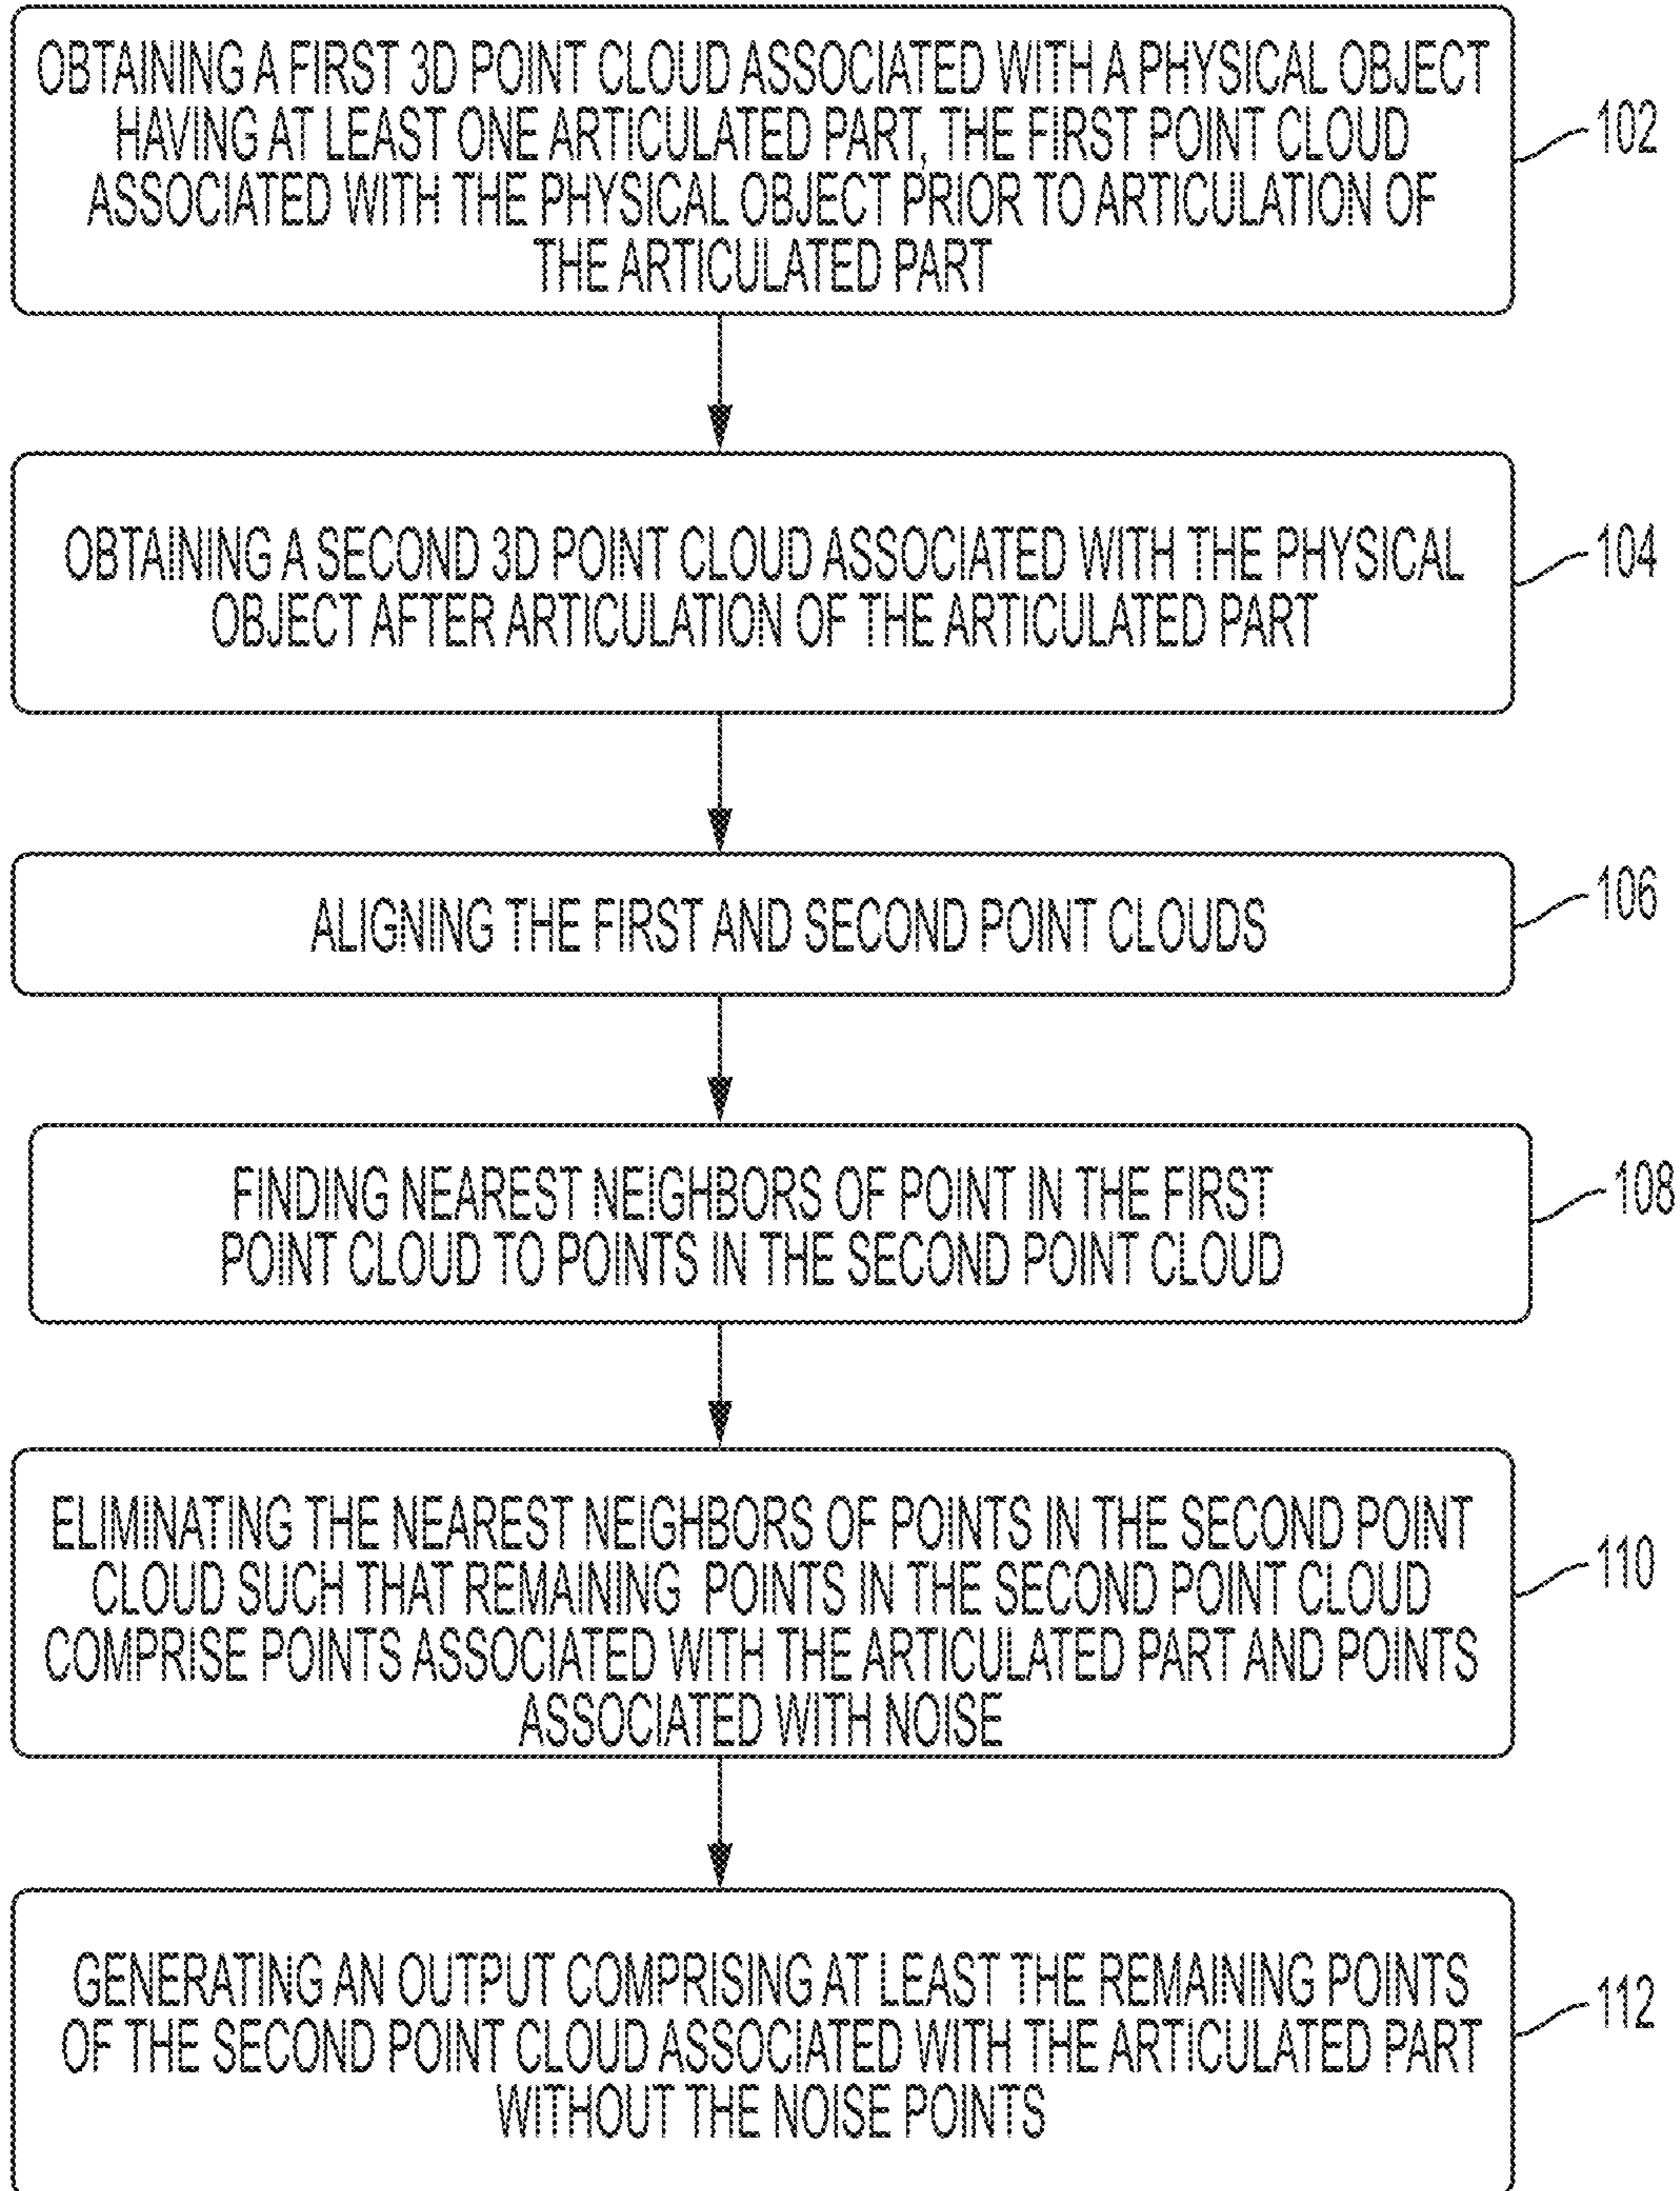 OBTAINING A FIRST 3D POINT CLOUD ASSOCIATED WITH A PHYSICAL OBJECT
HAVING AT LEAST ONE ARTICULATED PART, THE FIRST POINT CLOUD
ASSOCIATED WITH THE PHYSICAL OBJECT PRIOR TO ARTICULATION OF
THE ARTICULATED PART
102
OBTAINING A SECOND 3D POINT CLOUD ASSOCIATED WITH THE PHYSICAL
OBJECT AFTER ARTICULATION OF THE ARTICULATED PART
104
ALIGNING THE FIRST AND SECOND POINT CLOUDS
106
FINDING NEAREST NEIGHBORS OF POINT IN THE FIRST
POINT CLOUD TO POINTS IN THE SECOND POINT CLOUD
108
ELIMINATING THE NEAREST NEIGHBORS OF POINTS IN THE SECOND POINT
CLOUD SUCH THAT REMAINING POINTS IN THE SECOND POINT CLOUD
COMPRISE POINTS ASSOCIATED WITH THE ARTICULATED PART AND POINTS
ASSOCIATED WITH NOISE
110
GENERATING AN OUTPUT COMPRISING AT LEAST THE REMAINING POINTS
OF THE SECOND POINT CLOUD ASSOCIATED WITH THE ARTICULATED PART
WITHOUT THE NOISE POINTS
112